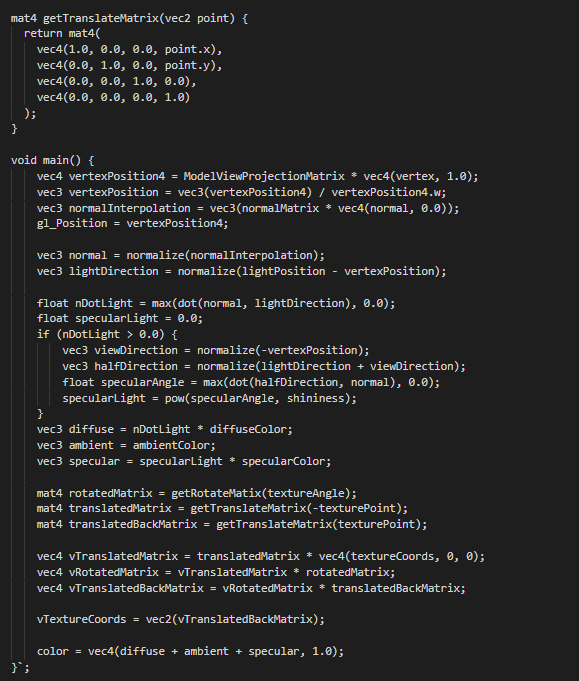 mat4 getTranslateMatrix(vec2 point) {
  return mat4(
    vec4(1.0, 0.0, 0.0, point.x),
    vec4(0.0, 1.0, 0.0, point.y),
    vec4(0.0, 0.0, 1.0, 0.0),
    vec4(0.0, 0.0, 0.0, 1.0)
  );
}

void main() {
    vec4 vertexPosition4 = ModelViewProjectionMatrix * vec4(vertex, 1.0);
    vec3 vertexPosition = vec3(vertexPosition4) / vertexPosition4.w;
    vec3 normalInterpolation = vec3(normalMatrix * vec4(normal, 0.0));
    gl_Position = vertexPosition4;

    vec3 normal = normalize(normalInterpolation);
    vec3 lightDirection = normalize(lightPosition - vertexPosition);

    float nDotLight = max(dot(normal, lightDirection), 0.0);
    float specularLight = 0.0;
    if (nDotLight > 0.0) {
        vec3 viewDirection = normalize(-vertexPosition);
        vec3 halfDirection = normalize(lightDirection + viewDirection);
        float specularAngle = max(dot(halfDirection, normal), 0.0);
        specularLight = pow(specularAngle, shininess);
    }
    vec3 diffuse = nDotLight * diffuseColor;
    vec3 ambient = ambientColor;
    vec3 specular = specularLight * specularColor;

    mat4 rotatedMatrix = getRotateMatix(textureAngle);
    mat4 translatedMatrix = getTranslateMatrix(-texturePoint);
    mat4 translatedBackMatrix = getTranslateMatrix(texturePoint);

    vec4 vTranslatedMatrix = translatedMatrix * vec4(textureCoords, 0, 0);
    vec4 vRotatedMatrix = vTranslatedMatrix * rotatedMatrix;
    vec4 vTranslatedBackMatrix = vRotatedMatrix * translatedBackMatrix;

    vTextureCoords = vec2(vTranslatedBackMatrix);

    color = vec4(diffuse + ambient + specular, 1.0);
}`;